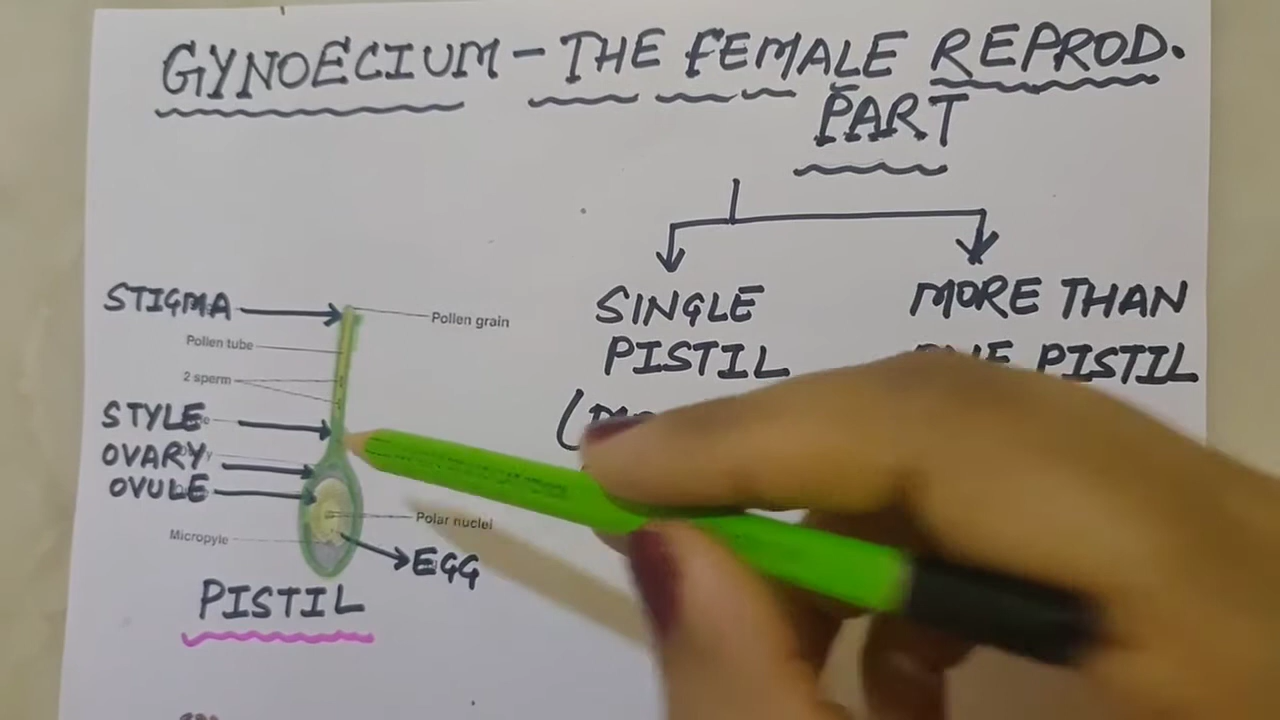 GYNOECIUM - THE FEMALE REPROD.
PART
SINGLE
PISTIL
MORE THAN
PISTIL
STIGMA
Pollen grain
Pollen tube
2 sperm
STYLE
OVARY
OVULE
Polar nuclei
Micropyle
EGG
PISTIL